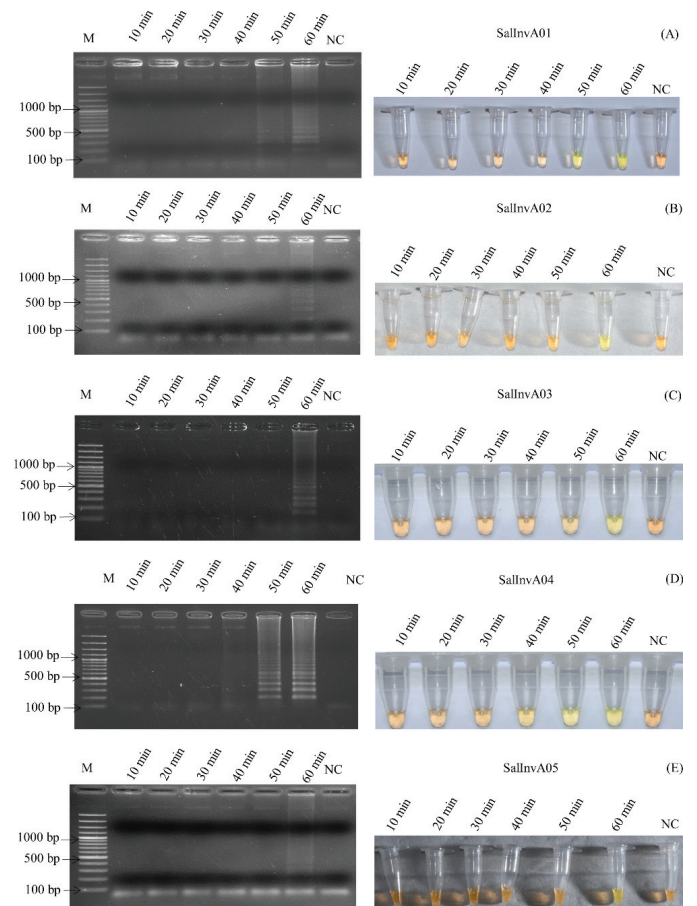 M 10 min 20 min 30 min 40 min 50 min 60 min NC
1000 bp
500 bp
100 bp
SalInvA01 (A)
10 min 20 min 30 min 40 min 50 min 60 min NC
M 10 min 20 min 30 min 40 min 50 min 60 min NC
1000 bp
500 bp
100 bp
SalInvA02 (B)
10 min 20 min 30 min 40 min 50 min 60 min NC
M 10 min 20 min 30 min 40 min 50 min 60 min NC
1000 bp
500 bp
100 bp
SalInvA03 (C)
10 min 20 min 30 min 40 min 50 min 60 min NC
M 10 min 20 min 30 min 40 min 50 min 60 min NC
1000 bp
500 bp
100 bp
SalInvA04 (D)
10 min 20 min 30 min 40 min 50 min 60 min NC
M 10 min 20 min 30 min 40 min 50 min 60 min NC
1000 bp
500 bp
100 bp
SalInvA05 (E)
10 min 20 min 30 min 40 min 50 min 60 min NC